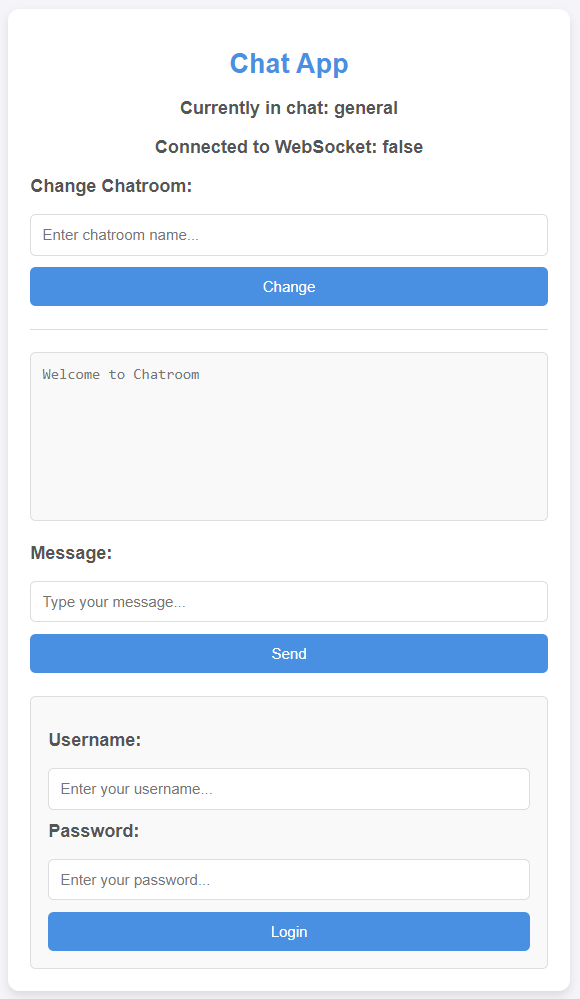 Chat App
Currently in chat: general
Connected to WebSocket: false
Change Chatroom:
Enter chatroom name...
Change
Welcome to Chatroom
Message:
Type your message...
Send
Username:
Enter your username...
Password:
Enter your password...
Login